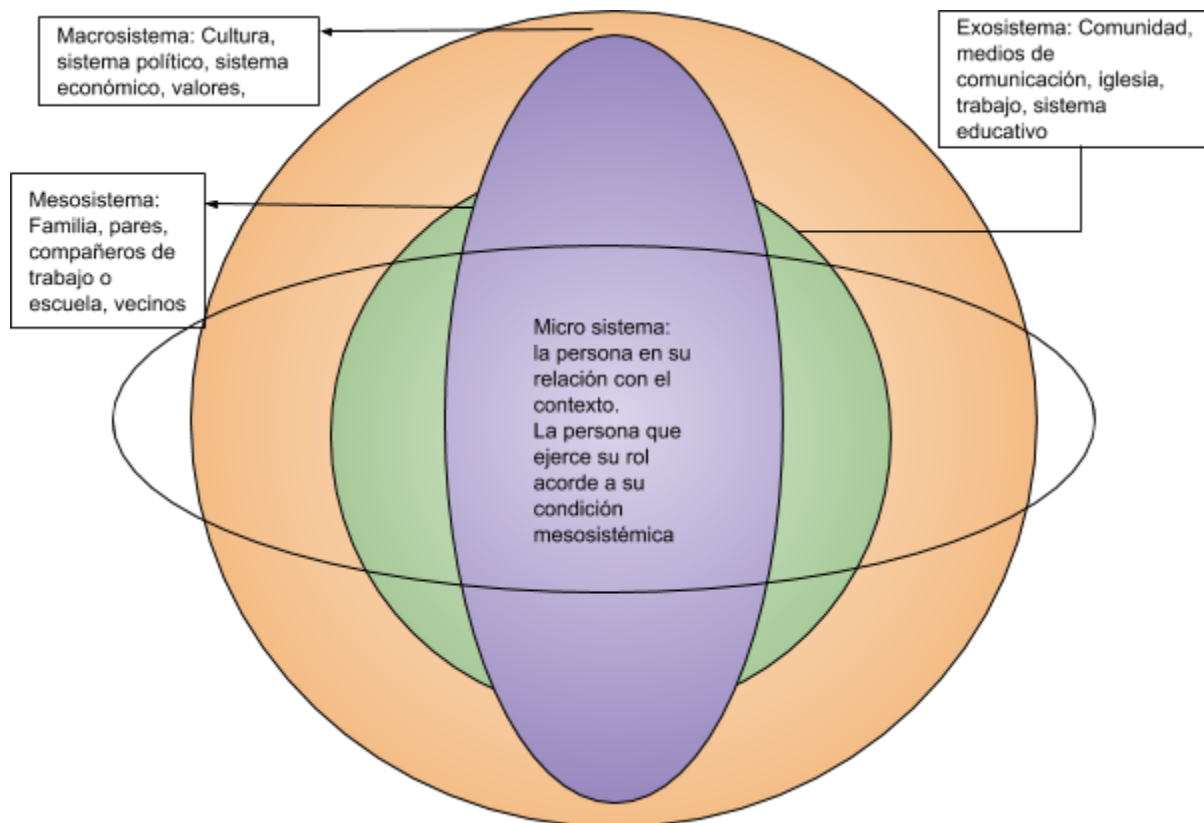 Macrosistema: Cultura,
sistema político, sistema
económico, valores,
Exosistema: Comunidad,
medios de
comunicación, iglesia,
trabajo, sistema
educativo
Mesosistema:
Familia, pares,
compañeros de
trabajo o
escuela, vecinos
Micro sistema:
la persona en su
relación con el
contexto.
La persona que
ejerce su rol
acorde a su
condición
mesosistémica